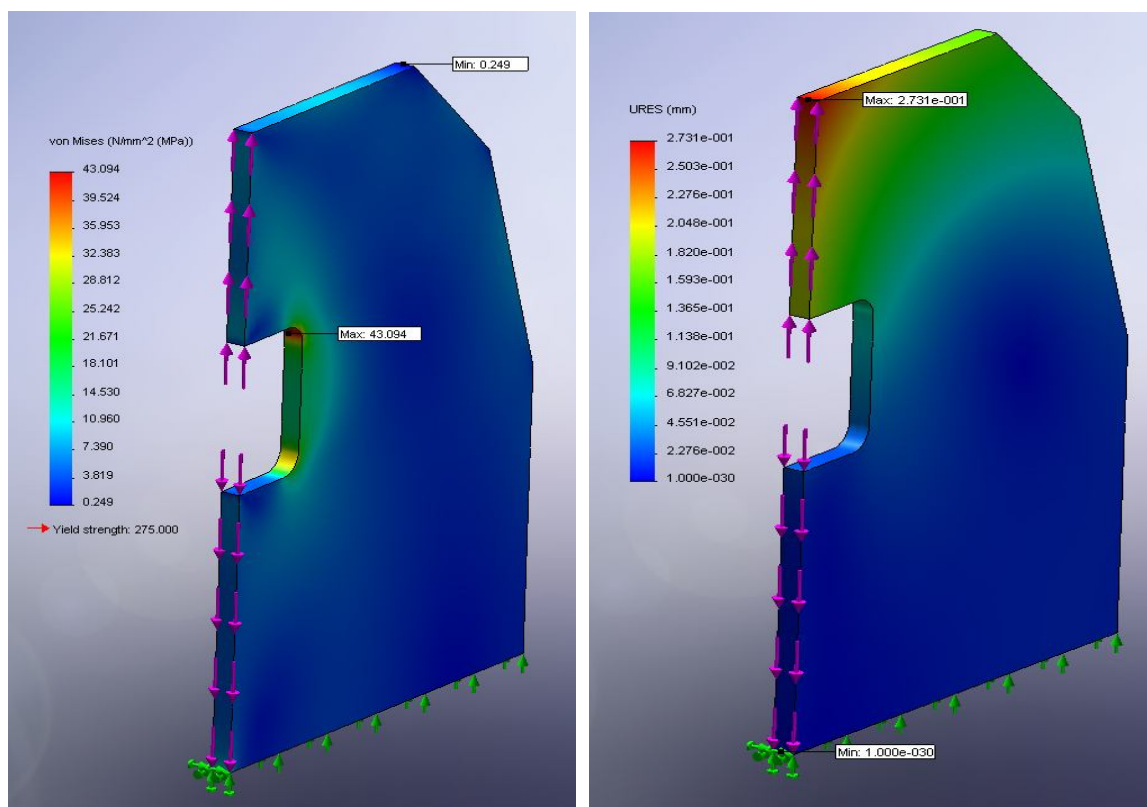 Min: 0.249
von Mises (N/mm^2 (MPa))
43.094
39.524
35.953
32.383
28.812
25.242
21.671
18.101
14.530
10.960
7.390
3.819
0.249
Yield strength: 275.000
Max: 43.094
Max: 2.731e-001
URES (mm)
2.731e-001
2.503e-001
2.276e-001
2.048e-001
1.820e-001
1.593e-001
1.365e-001
1.138e-001
9.102e-002
6.827e-002
4.551e-002
2.276e-002
1.000e-030
Min: 1.000e-030